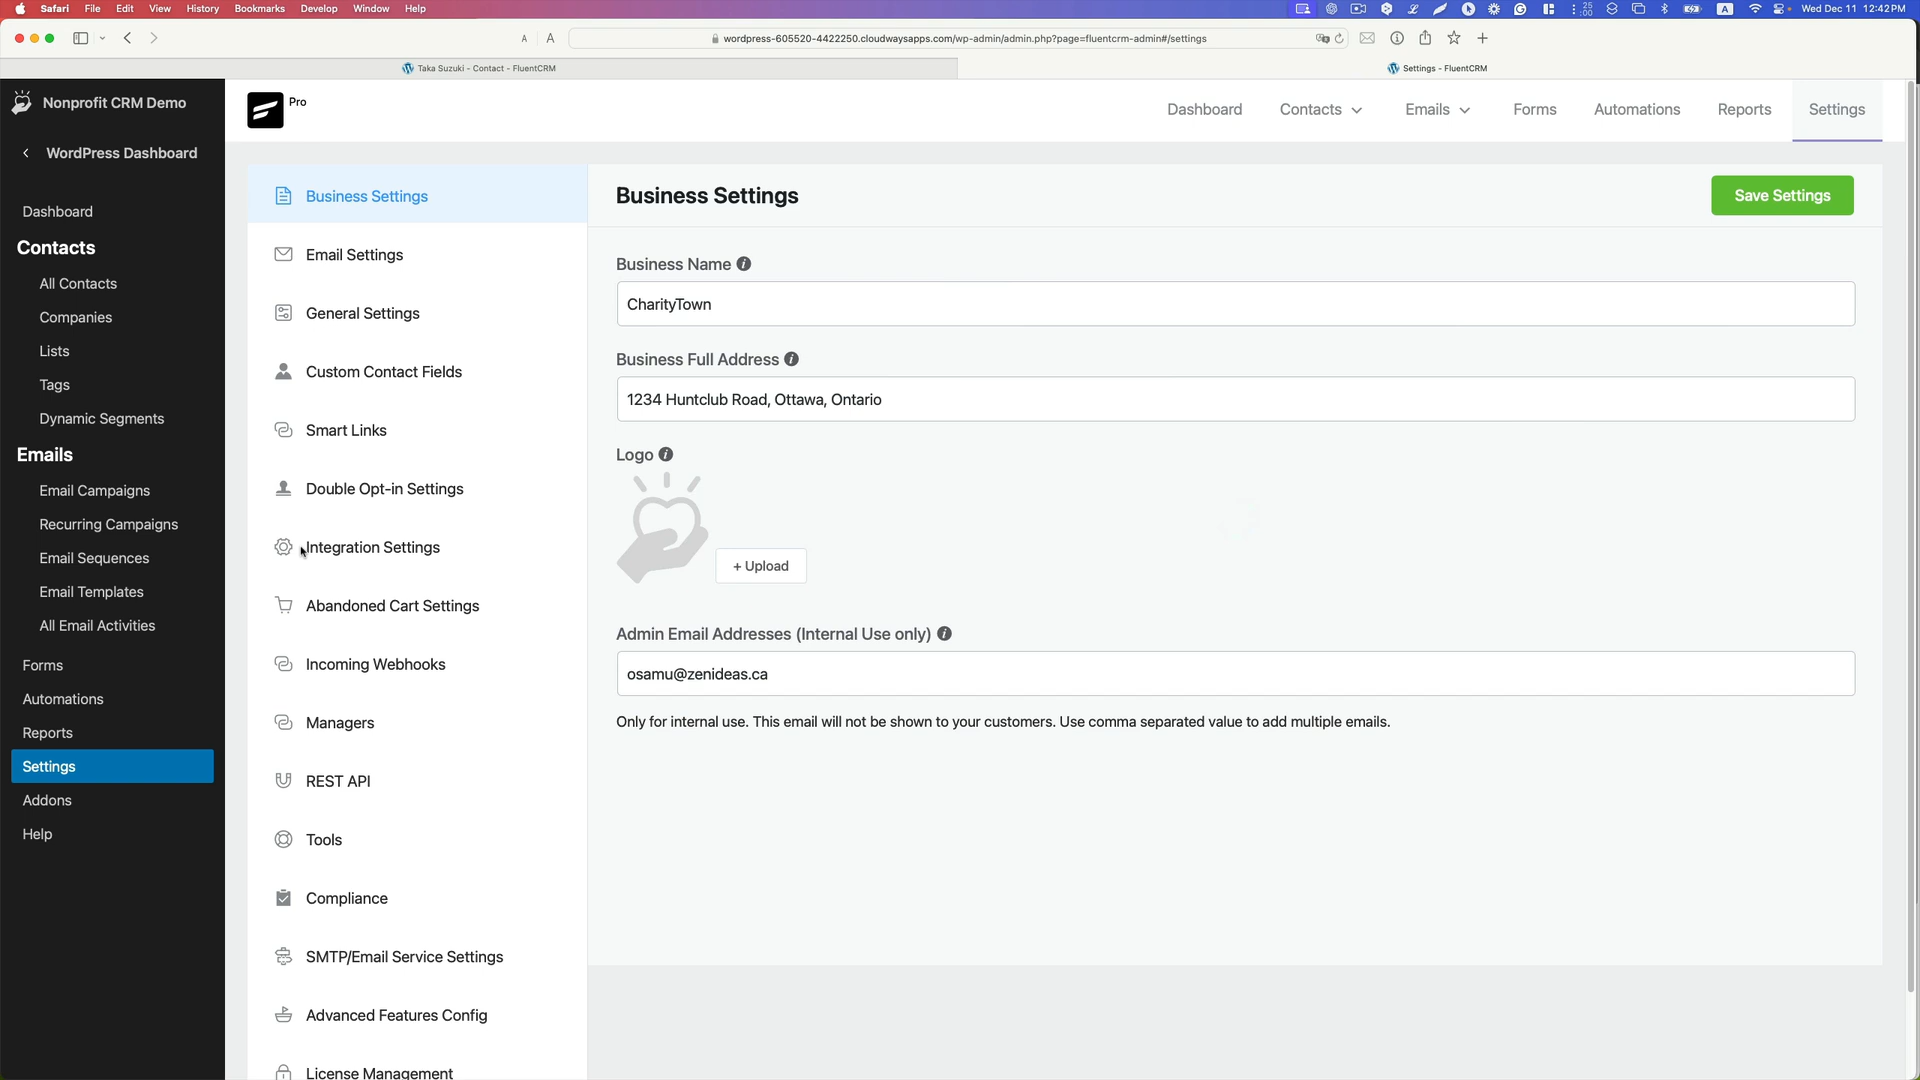 Safari File Edit View History Bookmarks Develop Window Help
25
:00
A
Wed Dec 11 12:42 PM
A A
wordpress-605520-4422250.cloudwaysapps.com/wp-admin/admin.php?page=fluentcrm-admin#/settings
Taka Suzuki - Contact - FluentCRM
Settings - FluentCRM
Nonprofit CRM Demo
WordPress Dashboard
Dashboard
Contacts
All Contacts
Companies
Lists
Tags
Dynamic Segments
Emails
Email Campaigns
Recurring Campaigns
Email Sequences
Email Templates
All Email Activities
Forms
Automations
Reports
Settings
Addons
Help
Pro
Dashboard Contacts Emails Forms Automations Reports Settings
Business Settings
Email Settings
General Settings
Custom Contact Fields
Smart Links
Double Opt-in Settings
Integration Settings
Abandoned Cart Settings
Incoming Webhooks
Managers
REST API
Tools
Compliance
SMTP/Email Service Settings
Advanced Features Config
License Management
Business Settings
Save Settings
Business Name
CharityTown
Business Full Address
1234 Huntclub Road, Ottawa, Ontario
Logo
+ Upload
Admin Email Addresses (Internal Use only)
osamu@zenideas.ca
Only for internal use. This email will not be shown to your customers. Use comma separated value to add multiple emails.